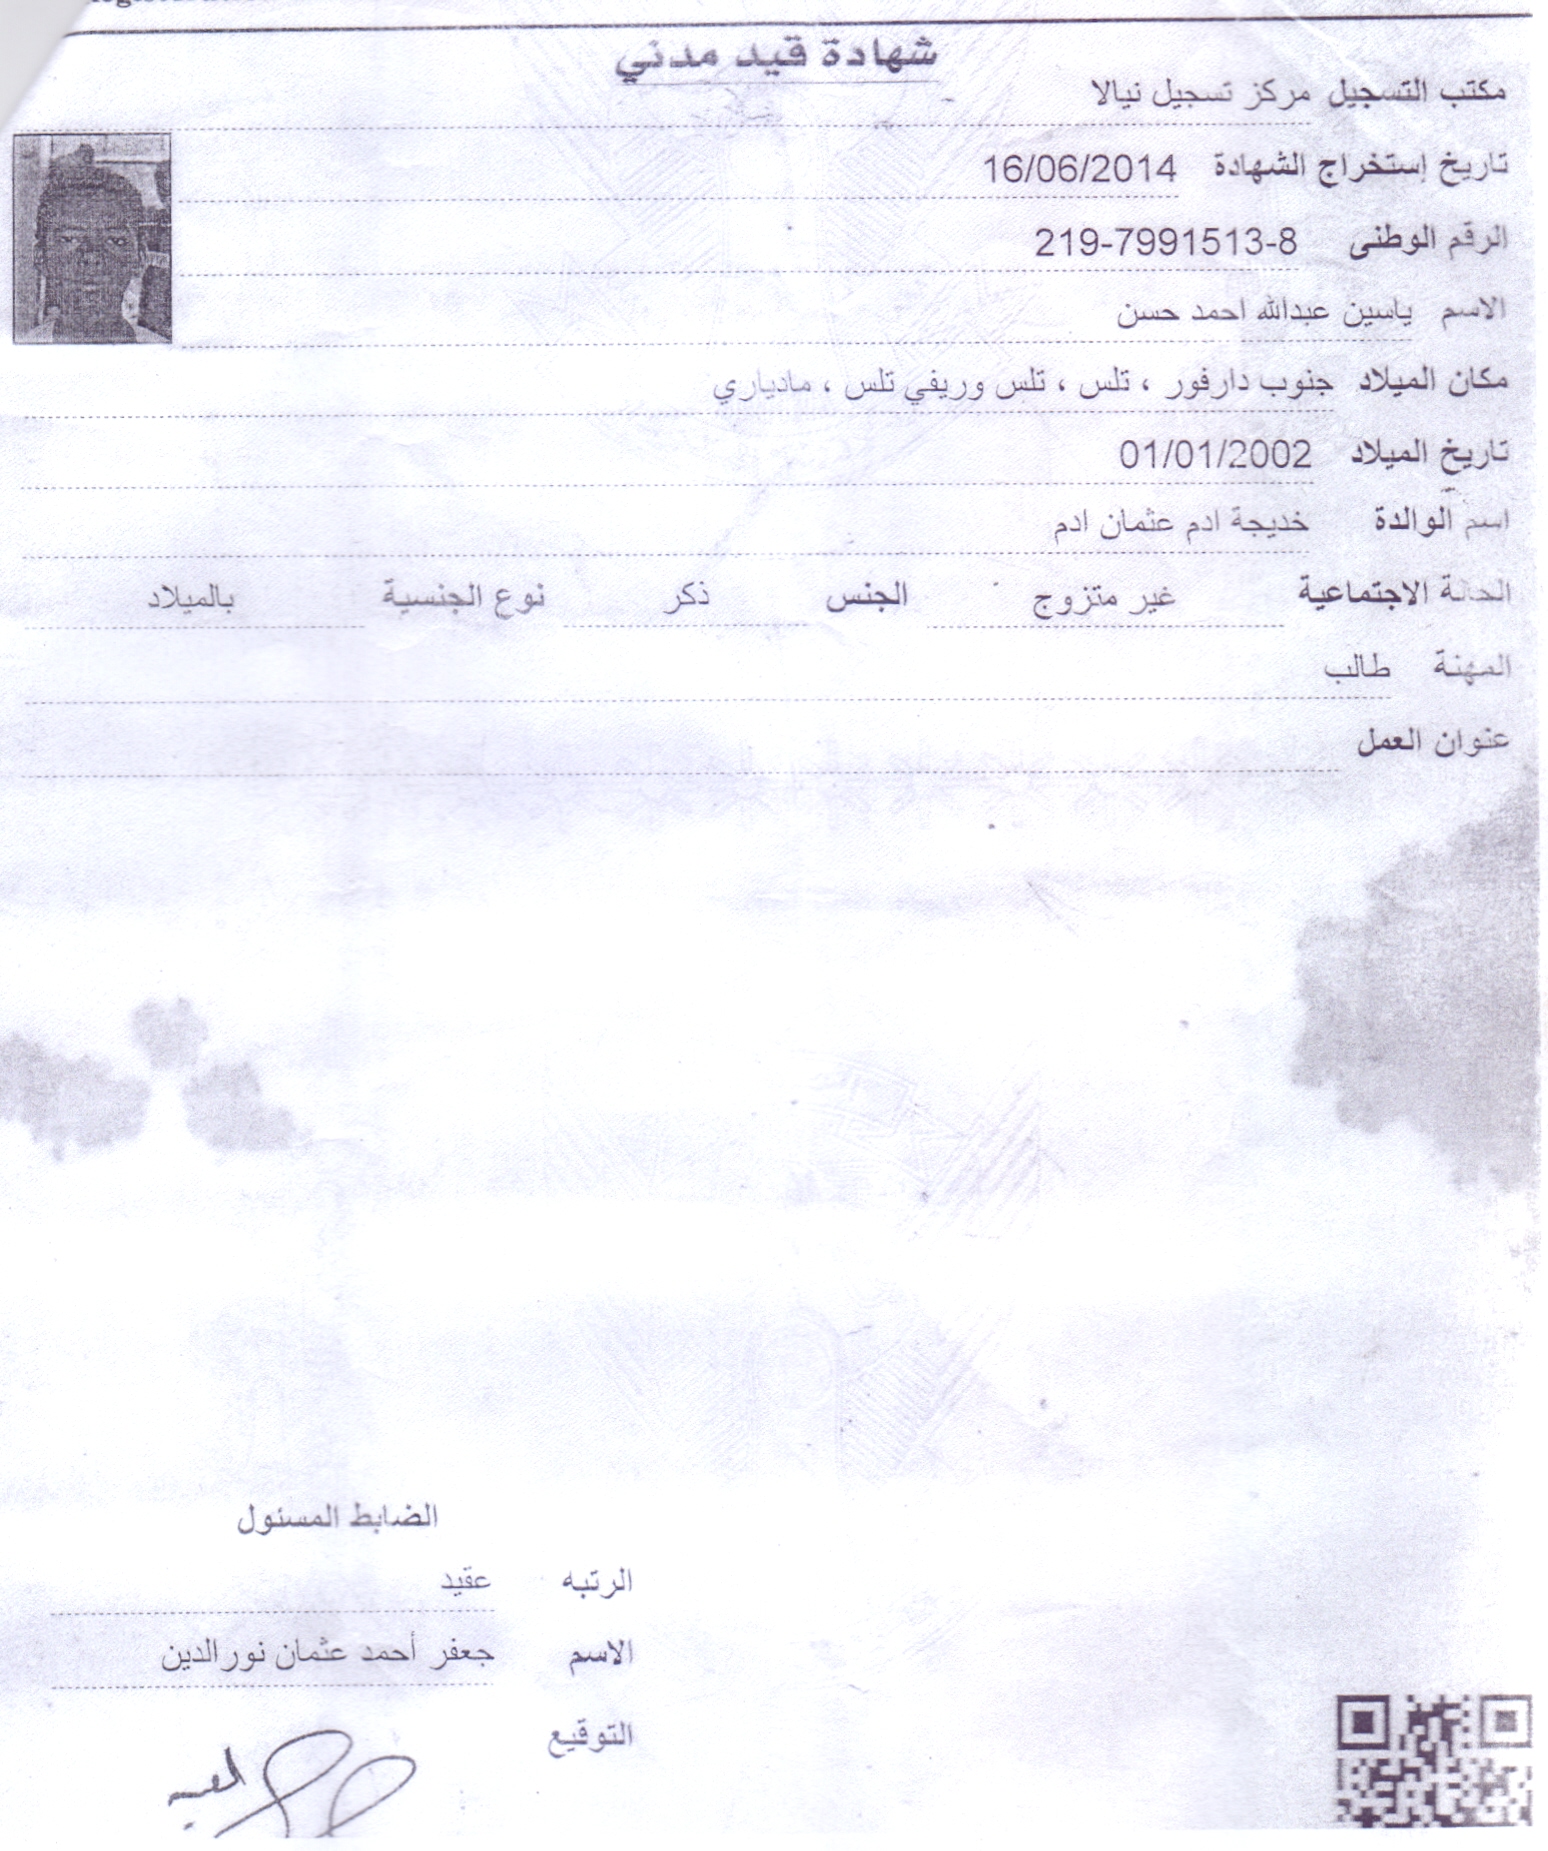 شهادة قيد مدني
مكتب التسجيل مركز تسجيل نيالا
تاريخ إستخراج الشهادة 16/06/2014
الرقم الوطنى 219-7991513-8
الاسم ياسين عبدالله احمد حسن
مكان الميلاد جنوب دارفور ، تلس ، تلس وريفي تلس ، مادياري
تاريخ الميلاد 01/01/2002
اسم الوالدة خديجة ادم عثمان ادم
الحالة الاجتماعية غير متزوج الجنس ذكر نوع الجنسية بالميلاد
المهنة طالب
عنوان العمل
الضابط المسئول
الرتبه عقيد
الاسم جعفر أحمد عثمان نورالدين
التوقيع